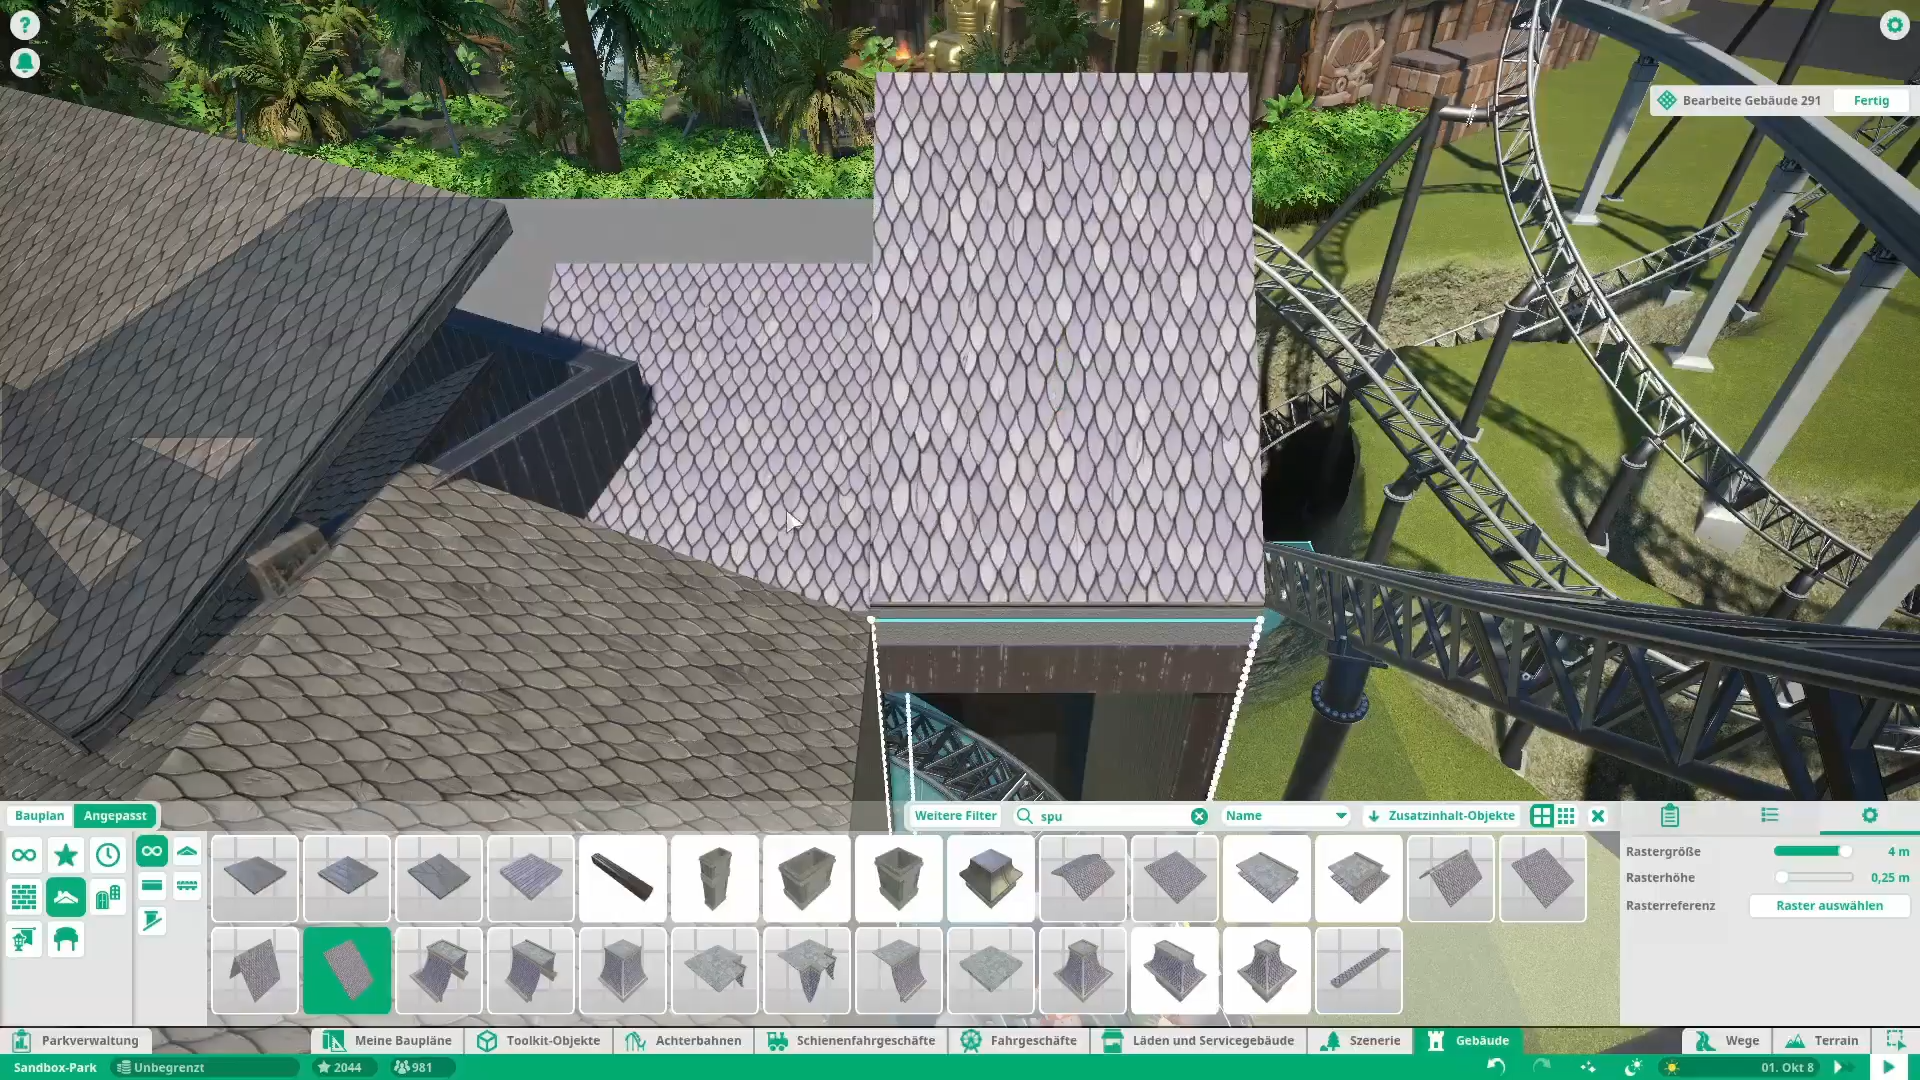 ?
Bearbeite Gebäude 291 Fertig
Bauplan Angepasst
Weitere Filter spu Name Zusatzinhalt-Objekte
Rastergröße 4 m
Rasterhöhe 0,25 m
Rasterreferenz Raster auswählen
Parkverwaltung Meine Baupläne Toolkit-Objekte Achterbahnen Schienenfahrgeschäfte Fahrgeschäfte Läden und Servicegebäude Szenerie Gebäude Wege Terrain
Sandbox-Park Unbegrenzt 2044 981 01. Okt 8